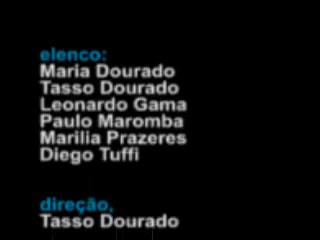 elenco:
Maria Dourado
Tasso Dourado
Leonardo Gama
Paulo Maromba
Marilia Prazeres
Diego Tuffi
direção,
Tasso Dourado